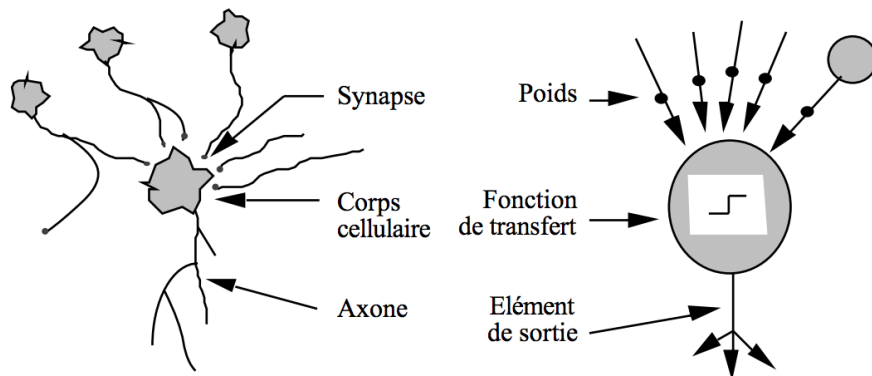 Synapse
Corps
cellulaire
Axone
Poids
Fonction
de transfert
Elément
de sortie